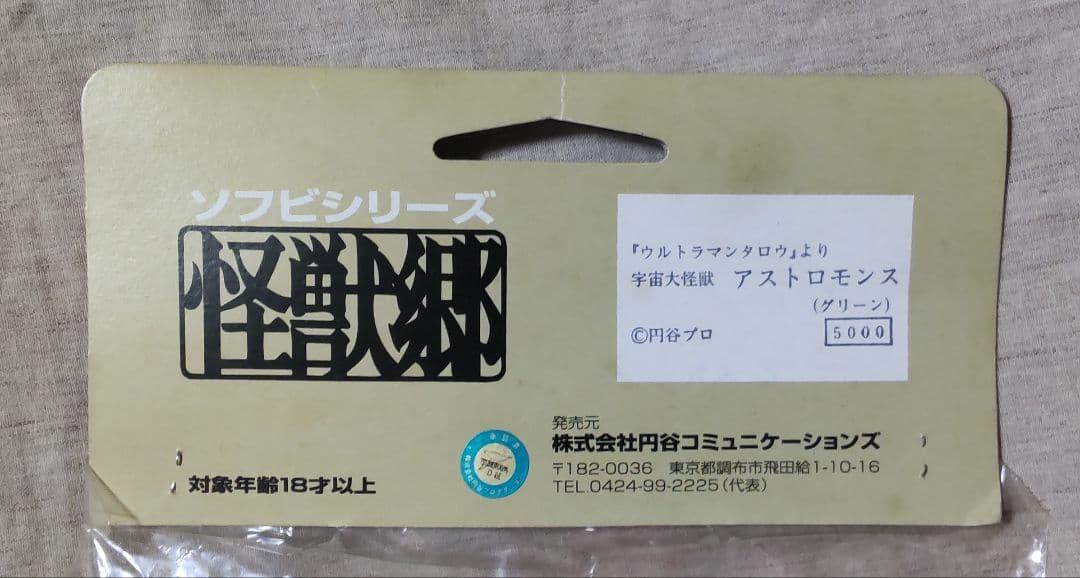 ソフビシリーズ
怪獣郷
『ウルトラマンタロウ』より
宇宙大怪獣 アストロモンス
(グリーン)
©円谷プロ
5000
発売元
株式会社円谷コミュニケーションズ
〒182-0036 東京都調布市飛田給1-10-16
TEL.0424-99-2225(代表)
対象年齢18才以上